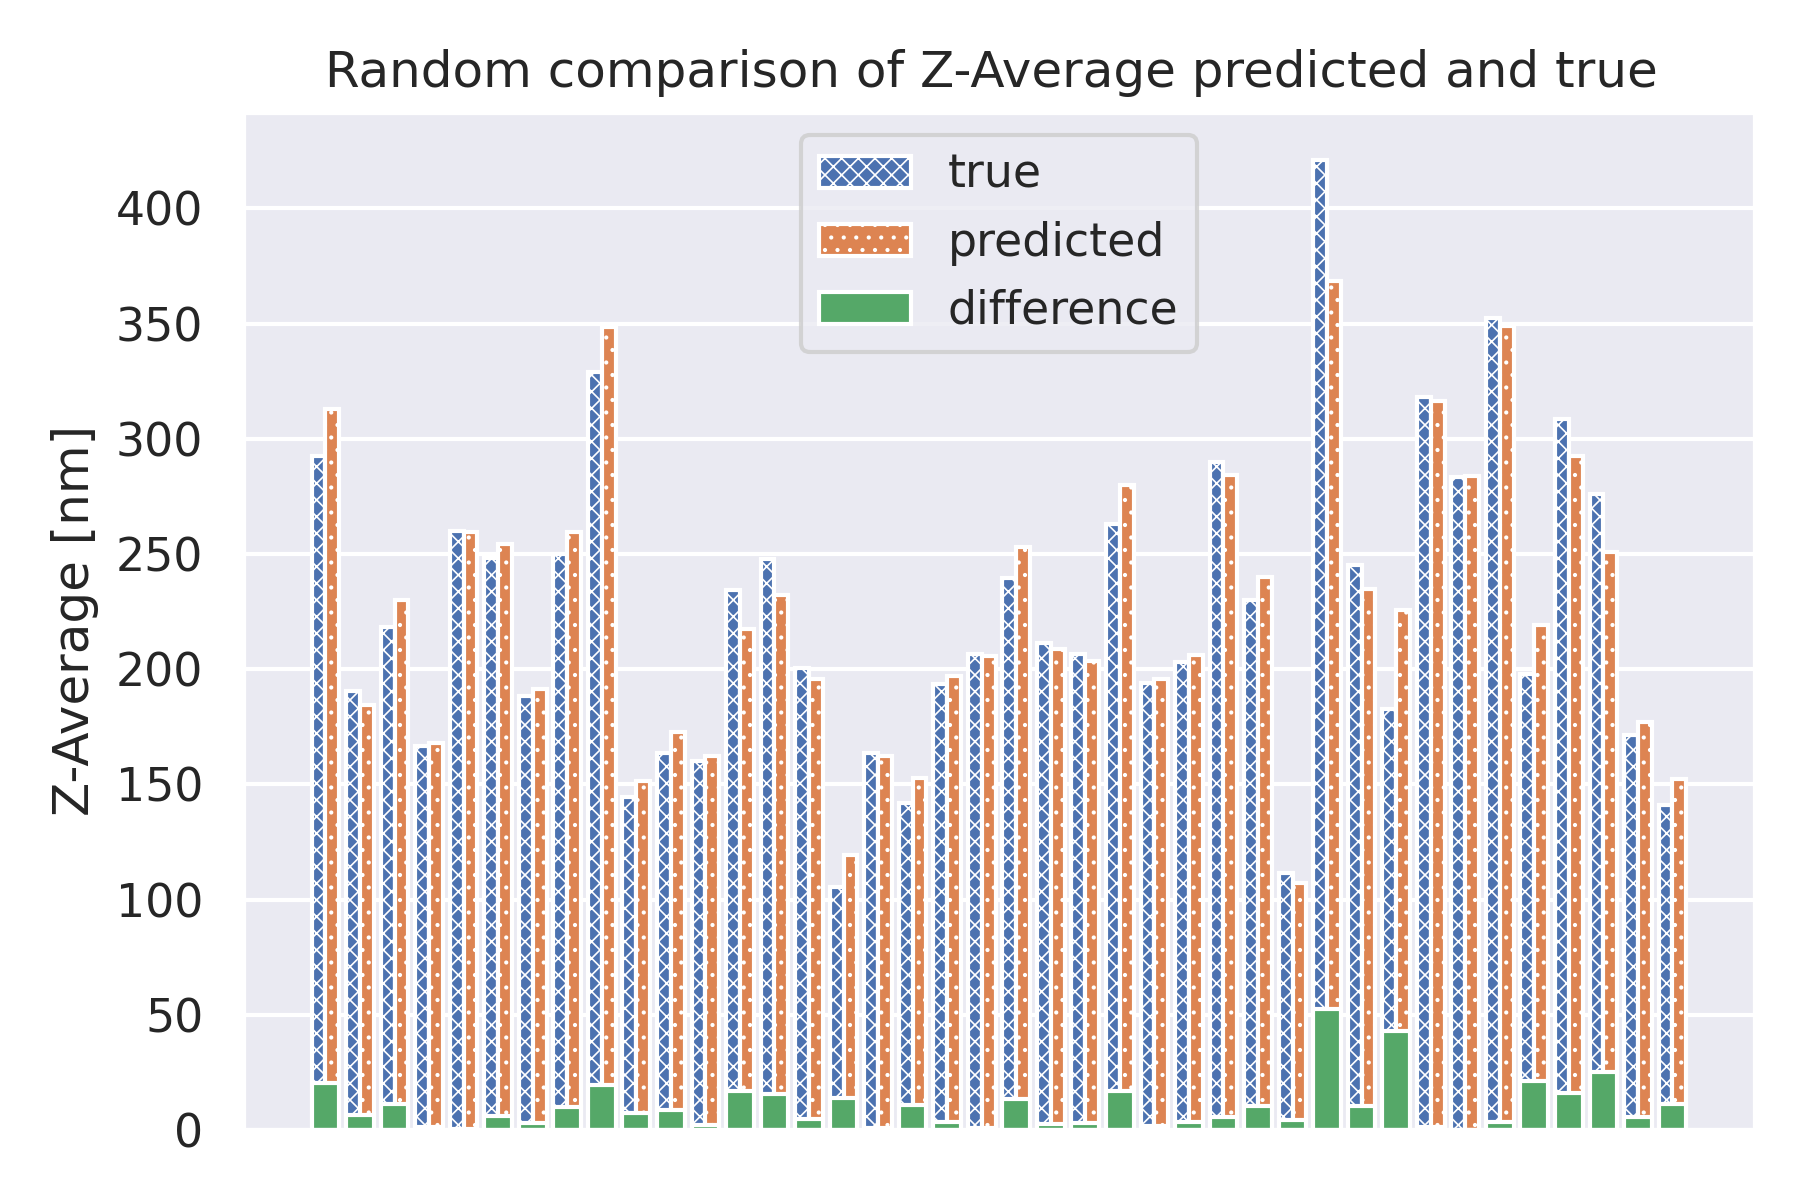 Random comparison of Z-Average predicted and true
true
predicted
difference
Z-Average [nm]
400
350
300
250
200
150
100
50
0